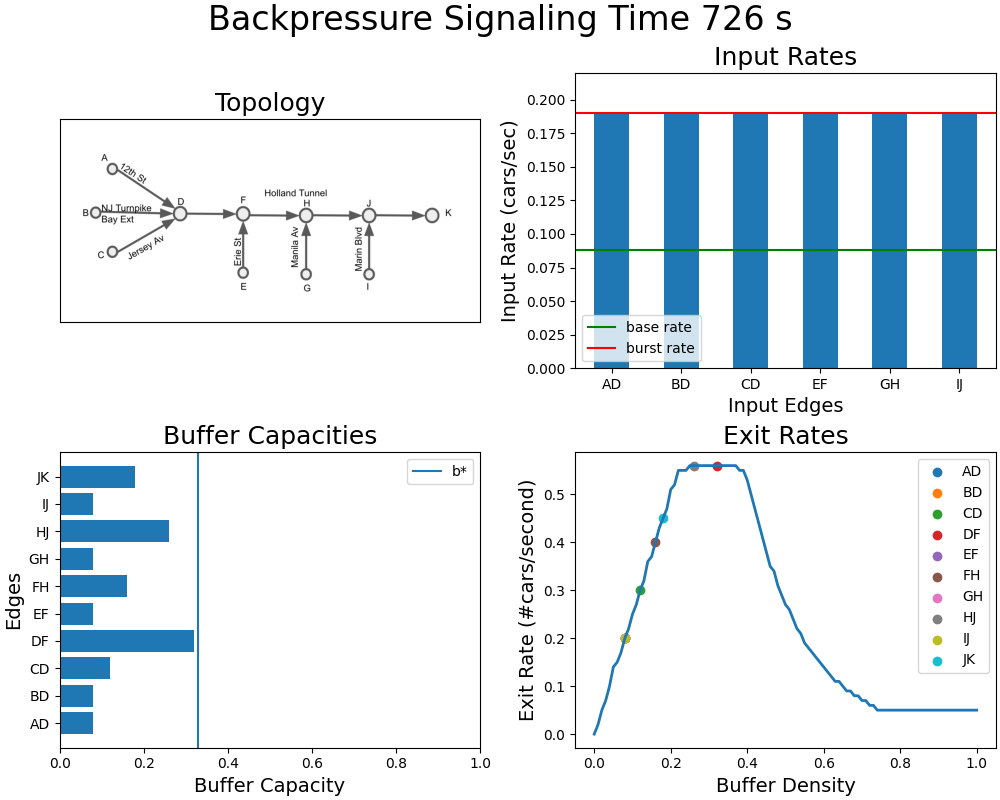 Backpressure Signaling Time 726 s
Topology
A
12th St
B
NJ Turnpike
Bay Ext
C
Jersey Av
D
F
Holland Tunnel
H
J
K
Erie St
Manila Av
Marin Blvd
E
G
I
Input Rates
Input Rate (cars/sec)
0.200
0.175
0.150
0.125
0.100
0.075
0.050
0.025
0.000
base rate
burst rate
AD BD CD EF GH IJ
Input Edges
Buffer Capacities
Edges
JK
IJ
HJ
GH
FH
EF
DF
CD
BD
AD
b*
0.0 0.2 0.4 0.6 0.8 1.0
Buffer Capacity
Exit Rates
Exit Rate (#cars/second)
0.5
0.4
0.3
0.2
0.1
0.0
AD
BD
CD
DF
EF
FH
GH
HJ
IJ
JK
0.0 0.2 0.4 0.6 0.8 1.0
Buffer Density